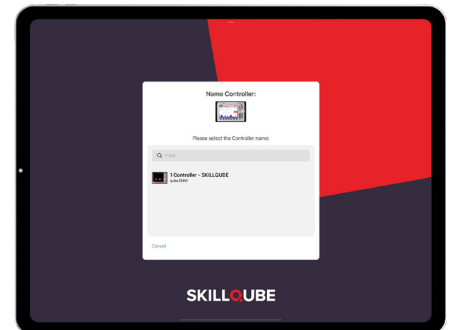 Name Controller:
Please select the Controller name:
Filter
1 Controller - SKILLQUBE
Cancel
SKILLQUBE